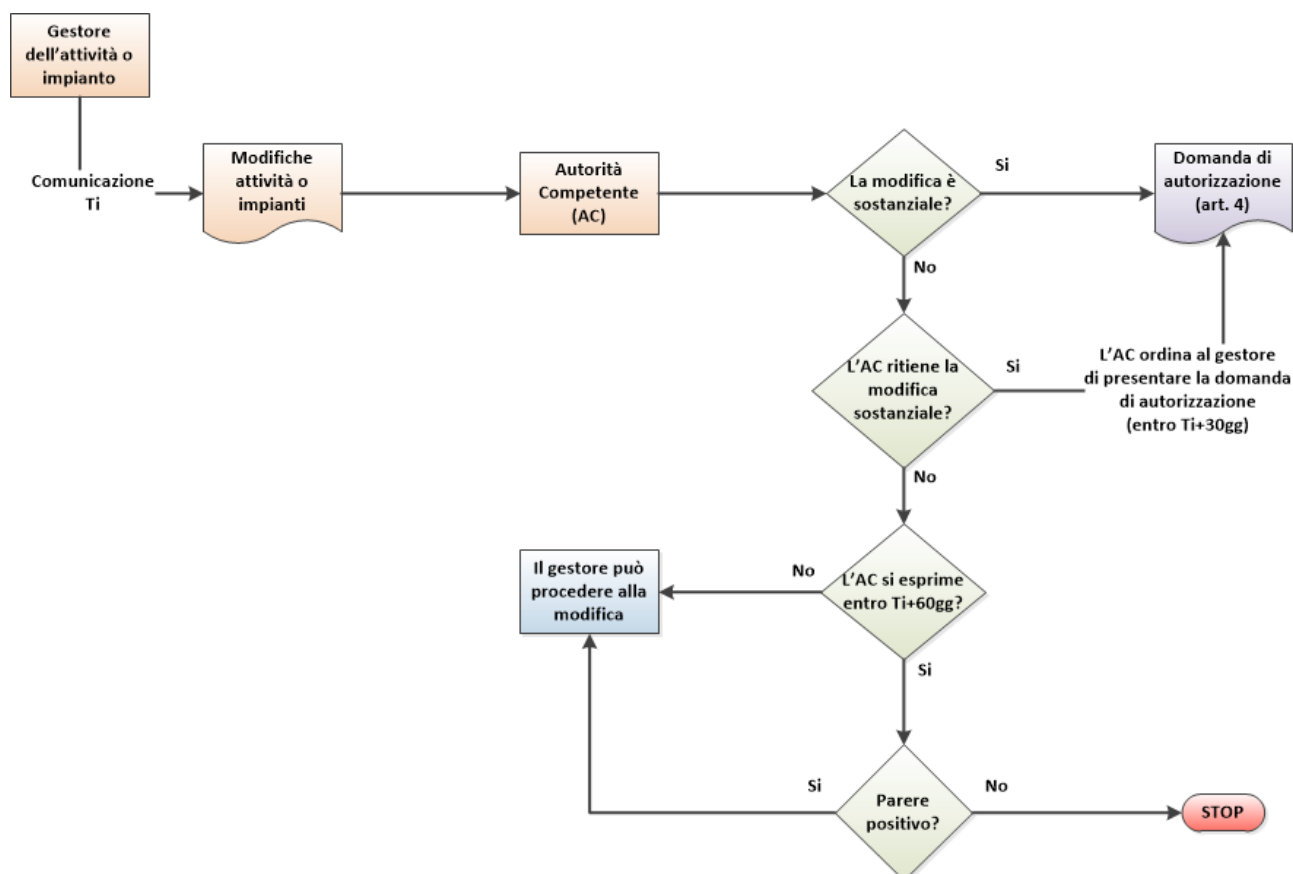 Gestore
dell'attività o
impianto
Comunicazione
Ti
Modifiche
attività o
impianti
Autorità
Competente
(AC)
La modifica è
sostanziale?
Si
Domanda di
autorizzazione
(art. 4)
No
L'AC ritiene la
modifica
sostanziale?
Si
L'AC ordina al gestore
di presentare la domanda
di autorizzazione
(entro Ti+30gg)
No
L'AC si esprime
entro Ti+60gg?
No
Il gestore può
procedere alla
modifica
Si
Parere
positivo?
Si
No
STOP